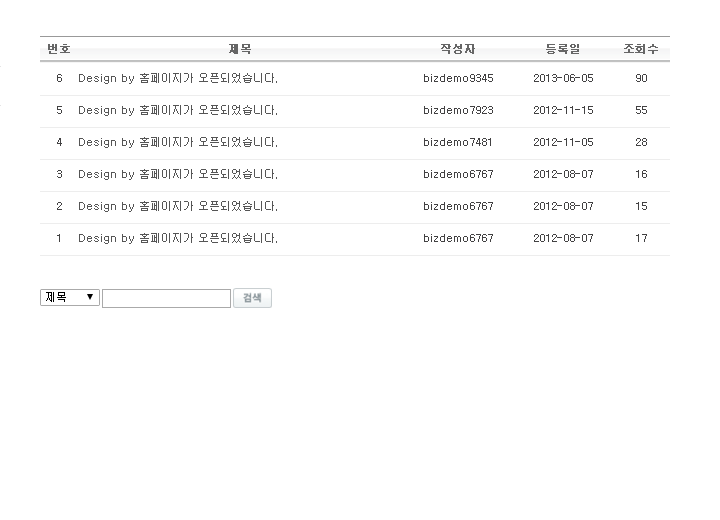 번호 제목 작성자 등록일 조회수
6 Design by 홈페이지가 오픈되었습니다. bizdemo9345 2013-06-05 90
5 Design by 홈페이지가 오픈되었습니다. bizdemo7923 2012-11-15 55
4 Design by 홈페이지가 오픈되었습니다. bizdemo7481 2012-11-05 28
3 Design by 홈페이지가 오픈되었습니다. bizdemo6767 2012-08-07 16
2 Design by 홈페이지가 오픈되었습니다. bizdemo6767 2012-08-07 15
1 Design by 홈페이지가 오픈되었습니다. bizdemo6767 2012-08-07 17
제목 검색